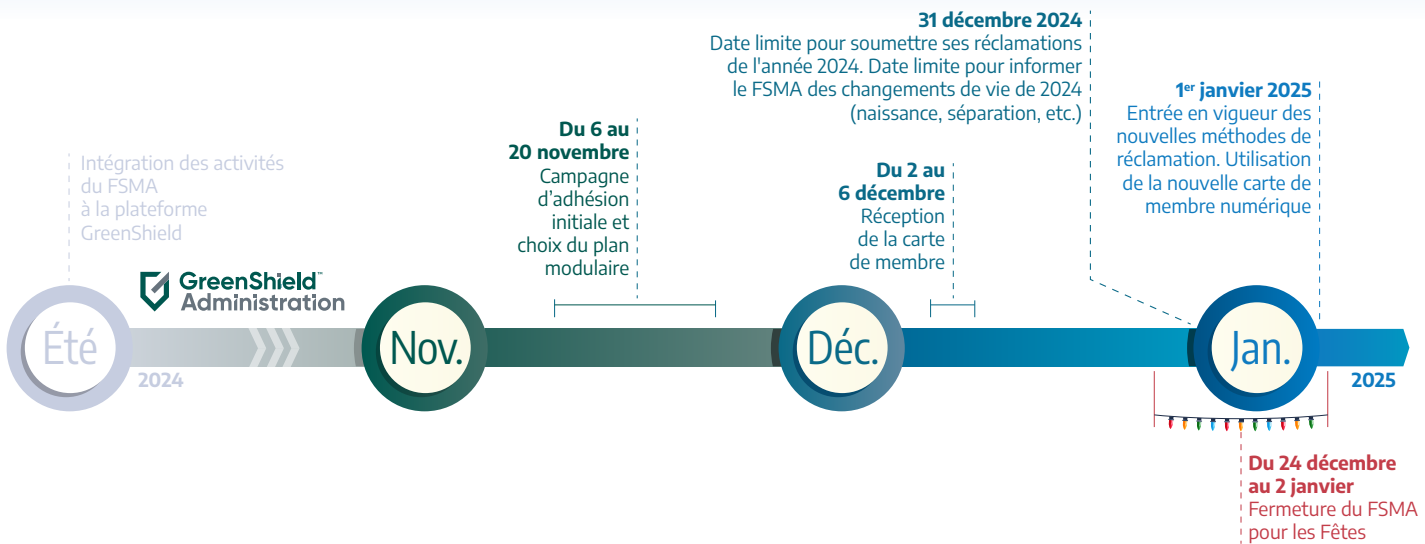 31 décembre 2024
Date limite pour soumettre ses réclamations
de l'année 2024. Date limite pour informer
le FSMA des changements de vie de 2024
(naissance, séparation, etc.)
1er janvier 2025
Entrée en vigueur des
nouvelles méthodes de
réclamation. Utilisation
de la nouvelle carte de
membre numérique
Du 6 au
20 novembre
Campagne
d’adhésion
initiale et
choix du plan
modulaire
Du 2 au
6 décembre
Réception
de la carte
de membre
Intégration des activités
du FSMA
à la plateforme
GreenShield
GreenShield™
Administration
Été
Nov.
Déc.
Jan.
2024
2025
Du 24 décembre
au 2 janvier
Fermeture du FSMA
pour les Fêtes